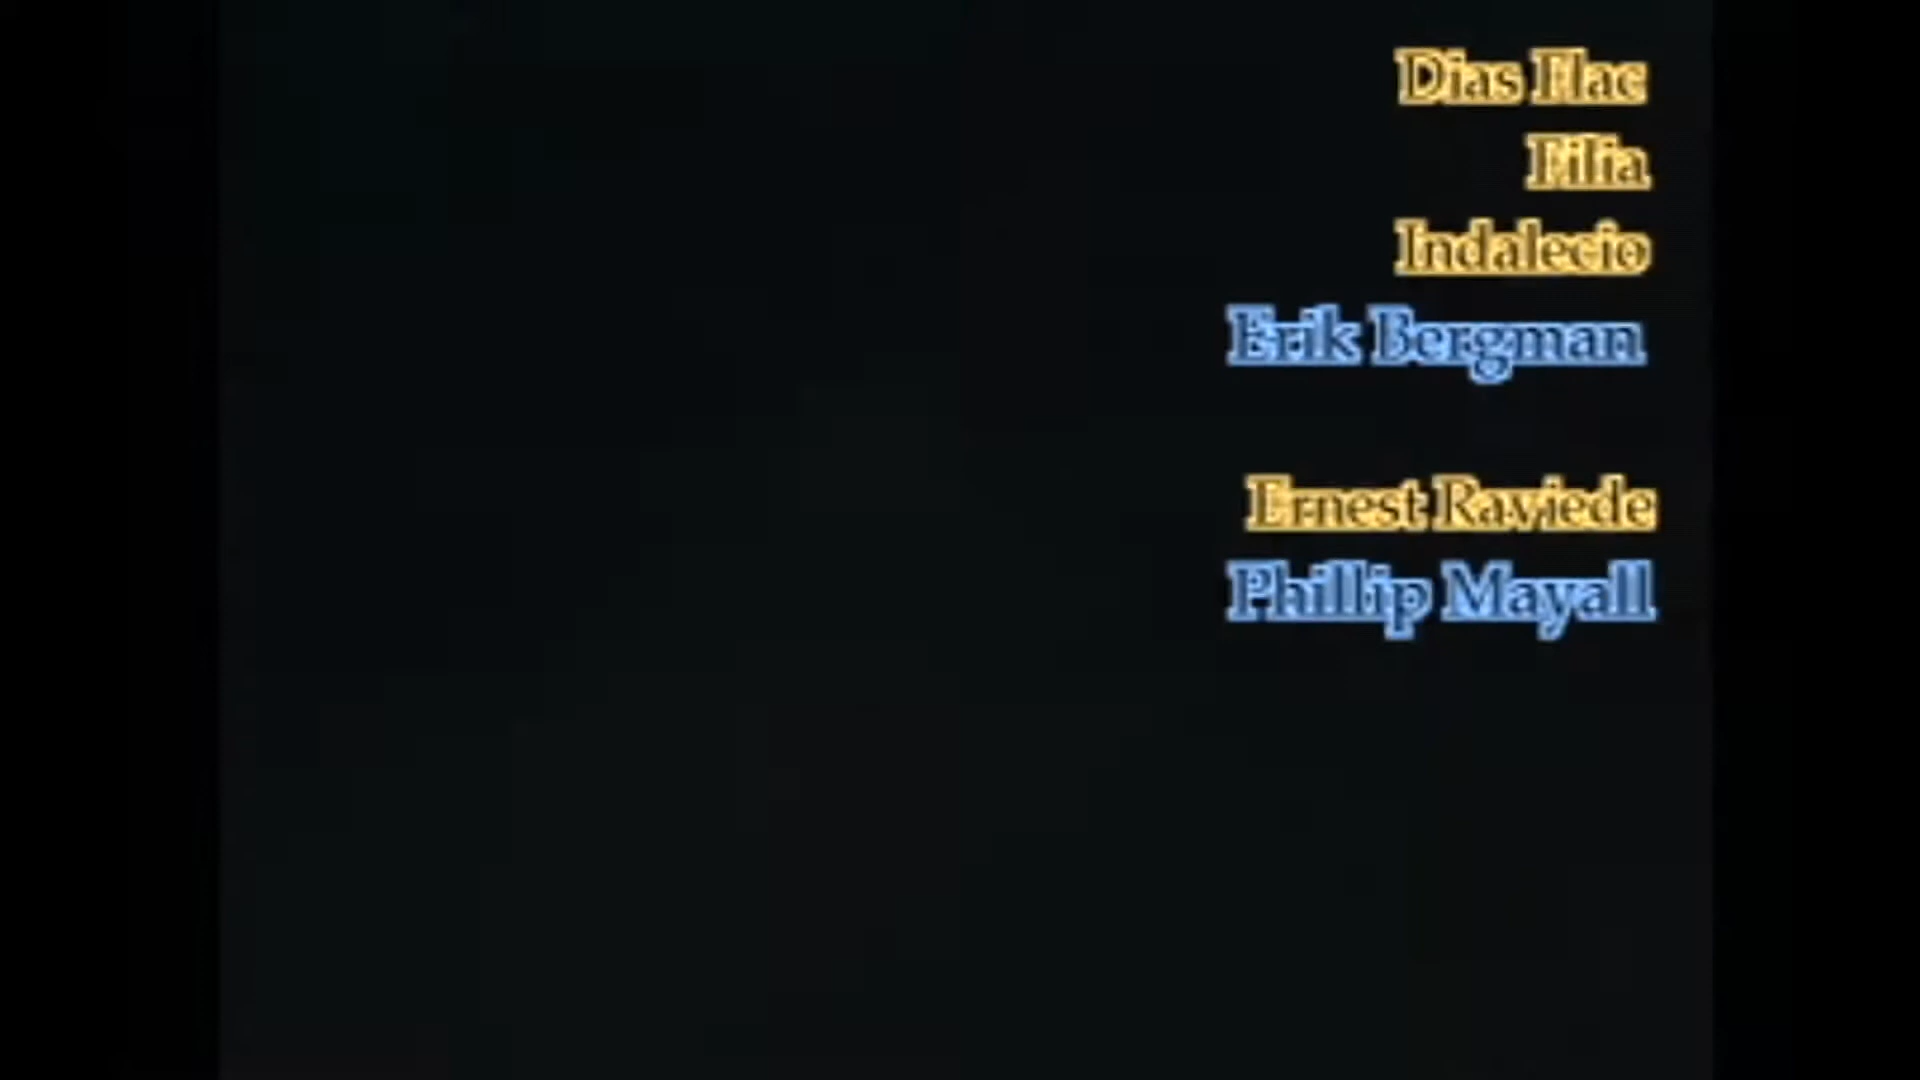 Dias Flac
Filia
Indalecio
Erik Bergman
Ernest Raviede
Phillip Mayall